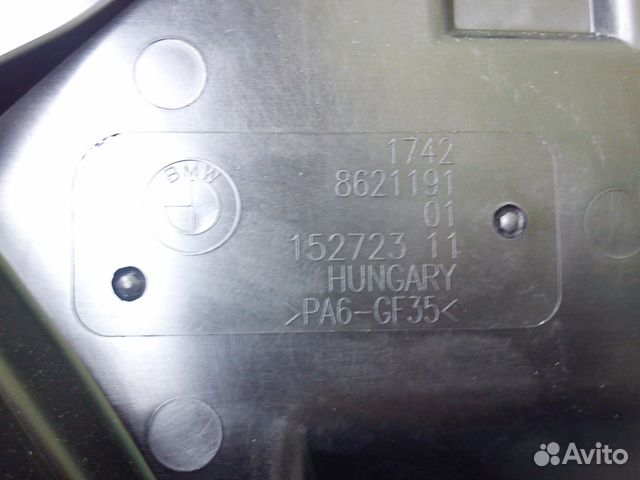 BMW
1742
8621191
01
152723 11
HUNGARY
>PA6-GF35<
Avito